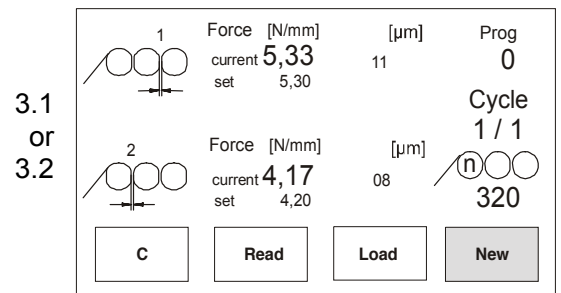 3.1
or
3.2
1
Force [N/mm]
current 5,33
set 5,30
[µm]
11
Prog
0
Cycle
1 / 1
n
320
2
Force [N/mm]
current 4,17
set 4,20
[µm]
08
C
Read
Load
New